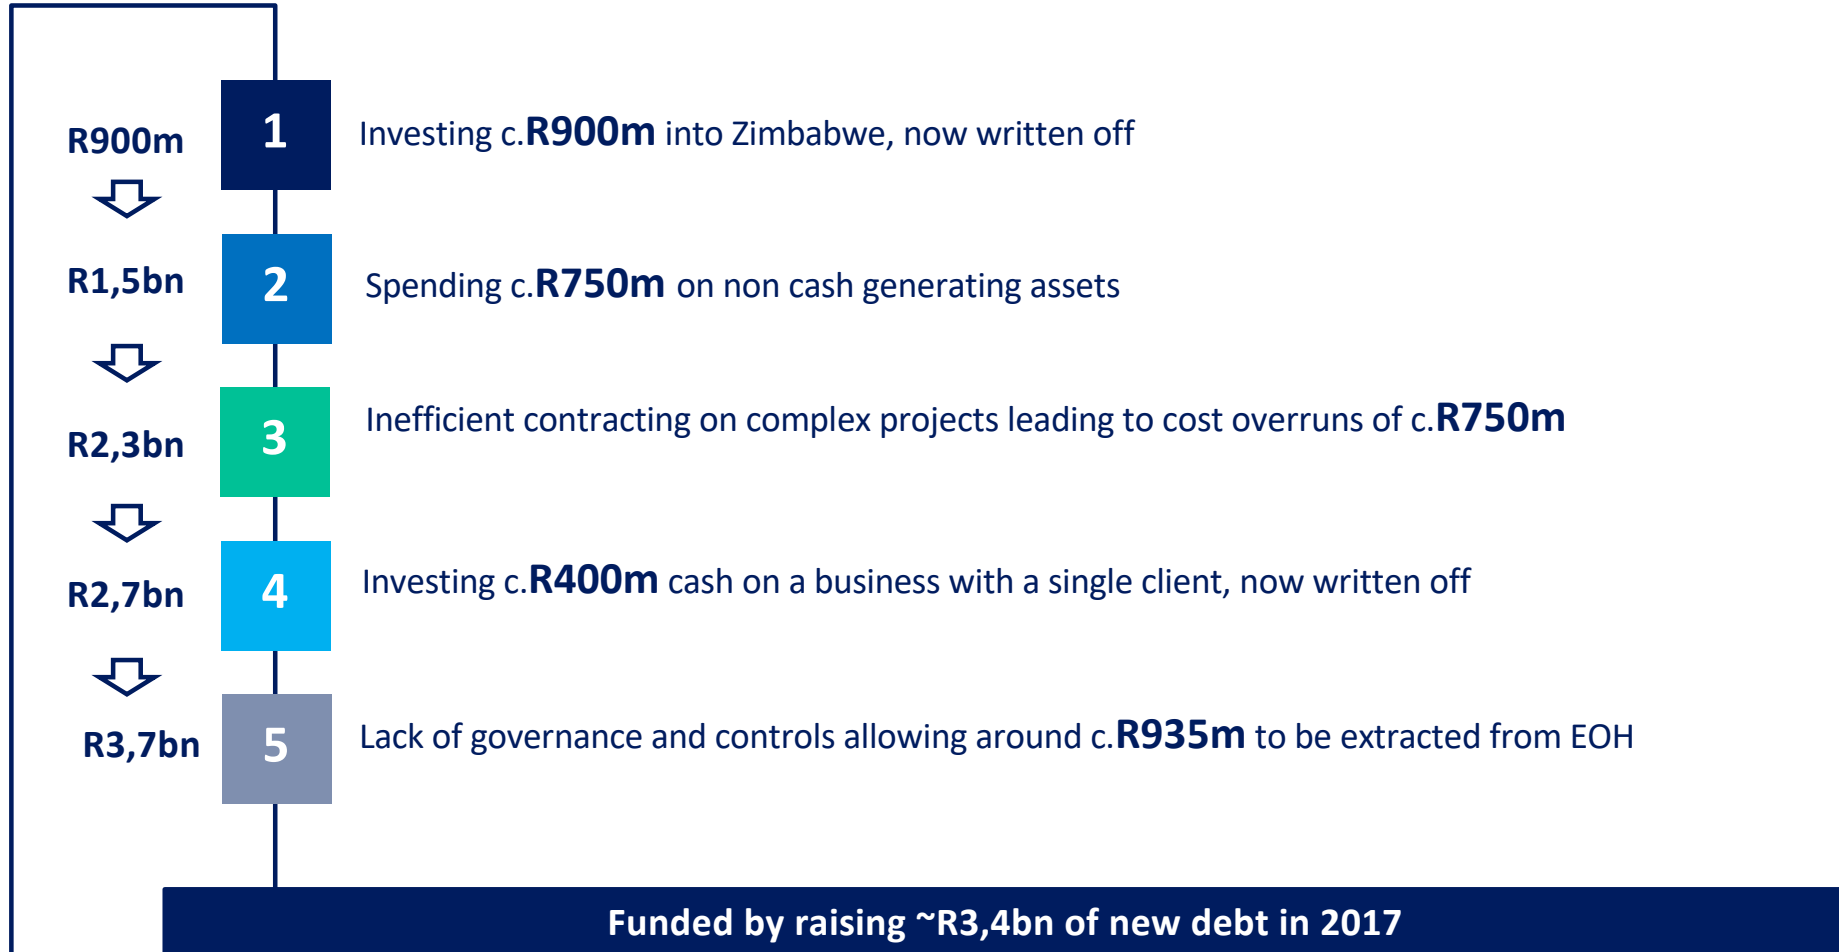 R900m
1
Investing c.R900m into Zimbabwe, now written off
R1,5bn
2
Spending c.R750m on non cash generating assets
R2,3bn
3
Inefficient contracting on complex projects leading to cost overruns of c.R750m
R2,7bn
4
Investing c.R400m cash on a business with a single client, now written off
R3,7bn
5
Lack of governance and controls allowing around c.R935m to be extracted from EOH
Funded by raising ~R3,4bn of new debt in 2017